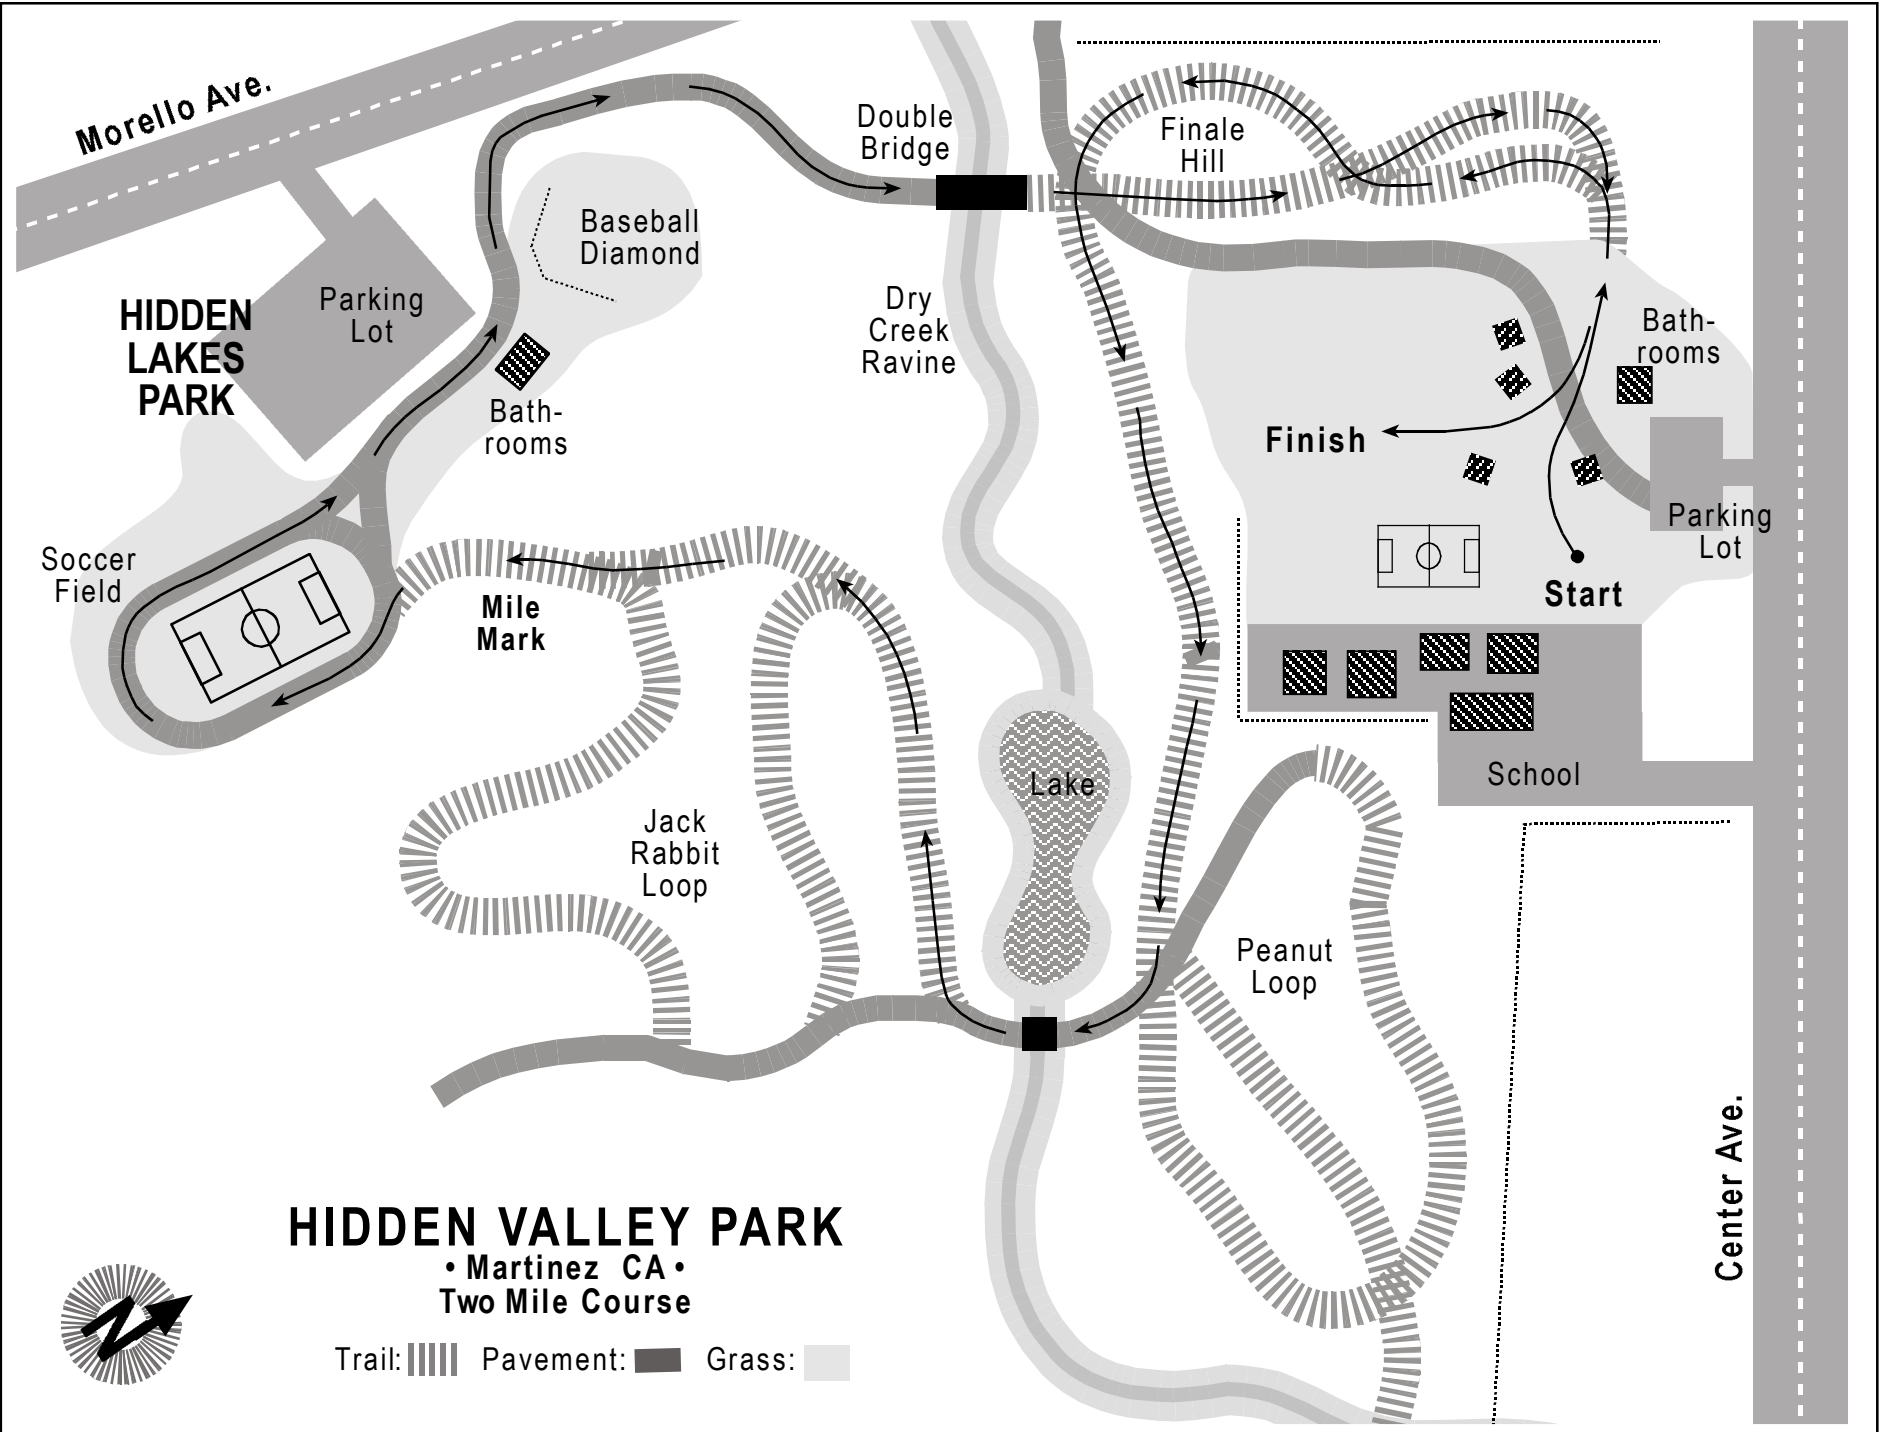 Morello Ave.
Double
Bridge
Finale
Hill
Baseball
Diamond
HIDDEN
LAKES
PARK
Parking
Lot
Dry
Creek
Ravine
Bath-
rooms
Bath-
rooms
Finish
Parking
Lot
Soccer
Field
Mile
Mark
Start
Lake
School
Jack
Rabbit
Loop
Peanut
Loop
Center Ave.
HIDDEN VALLEY PARK
• Martinez CA •
Two Mile Course
N
Trail: Pavement: Grass: